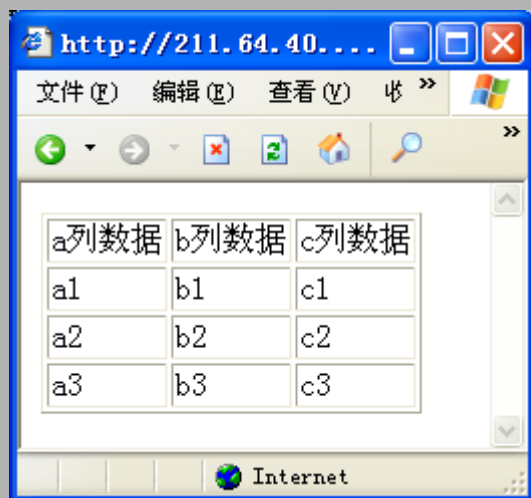 http://211.64.40....
文件(F) 编辑(E) 查看(V) »
»
a列数据 b列数据 c列数据
a1 b1 c1
a2 b2 c2
a3 b3 c3
Internet